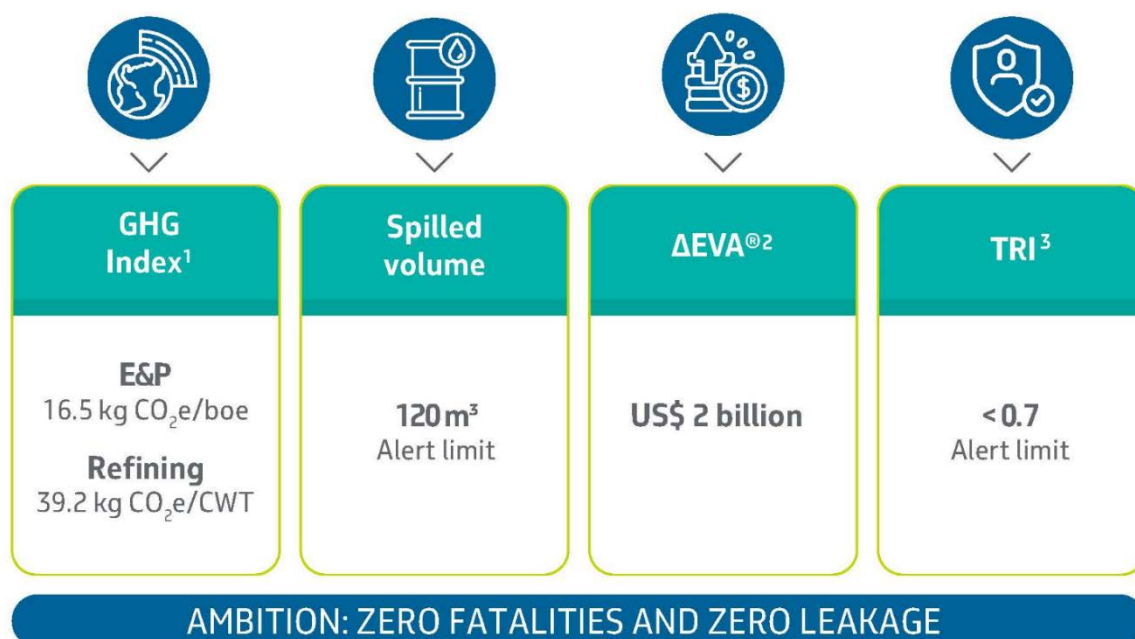 GHG
Index¹
E&P
16.5 kg CO₂e/boe
Refining
39.2 kg CO₂e/CWT
Spilled
volume
120 m³
Alert limit
ΔEVA®²
US$ 2 billion
TRI³
<0.7
Alert limit
AMBITION: ZERO FATALITIES AND ZERO LEAKAGE